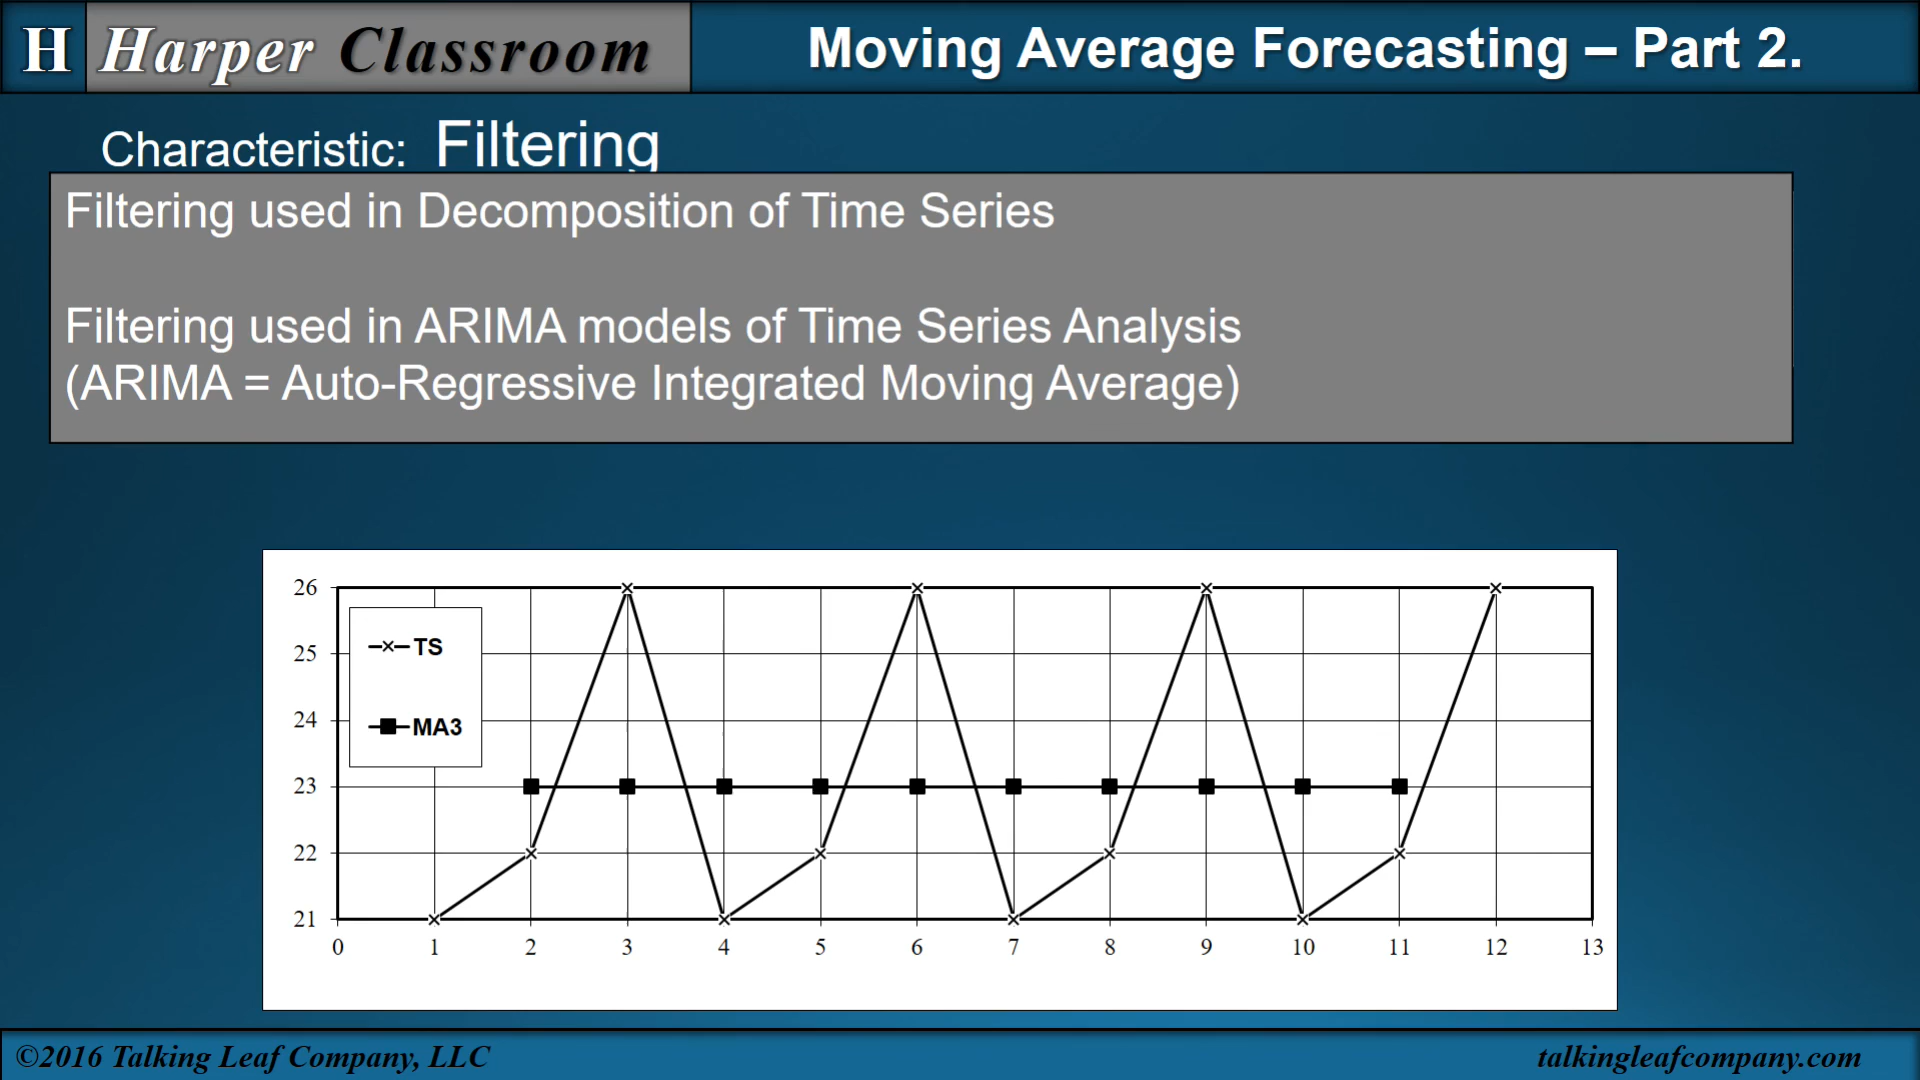 H Harper Classroom
Moving Average Forecasting – Part 2.
Characteristic: Filtering
Filtering used in Decomposition of Time Series
Filtering used in ARIMA models of Time Series Analysis
(ARIMA = Auto-Regressive Integrated Moving Average)
26
25
24
23
22
21
TS
MA3
0 1 2 3 4 5 6 7 8 9 10 11 12 13
©2016 Talking Leaf Company, LLC
talkingleafcompany.com